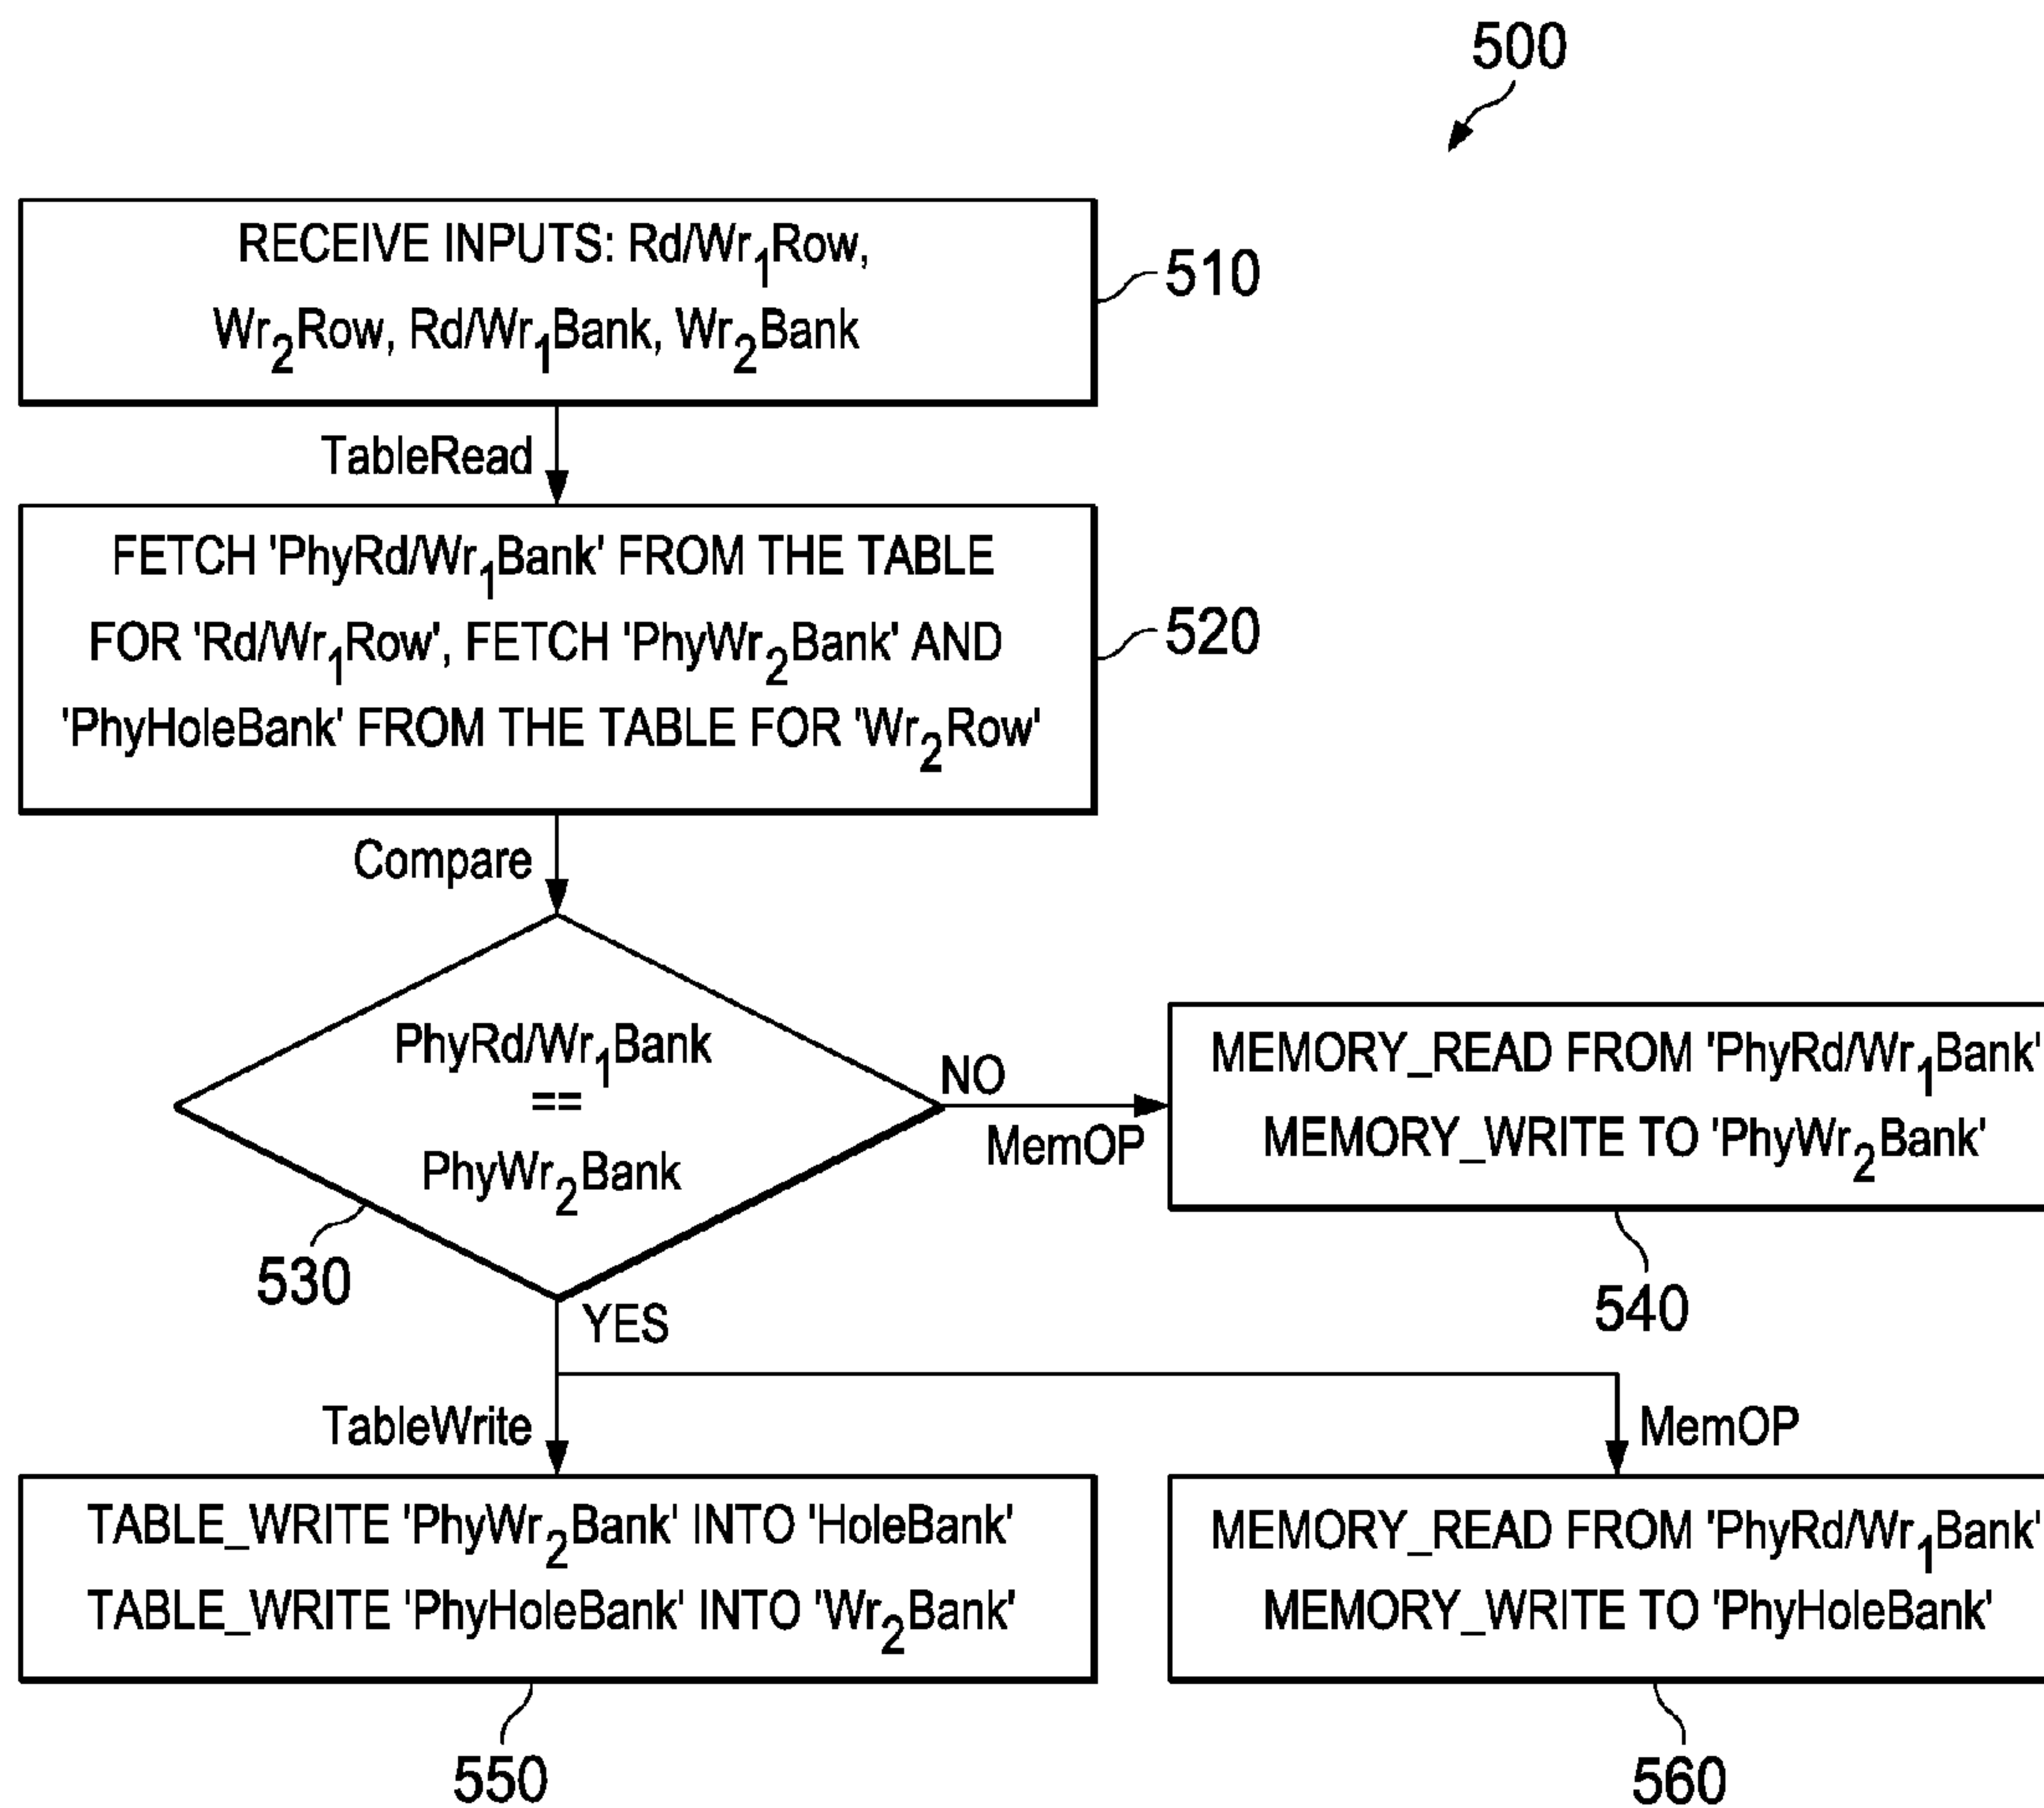 500
RECEIVE INPUTS: Rd/Wr₁Row,
Wr₂Row, Rd/Wr₁Bank, Wr₂Bank
510
TableRead
FETCH 'PhyRd/Wr₁Bank' FROM THE TABLE
FOR 'Rd/Wr₁Row', FETCH 'PhyWr₂Bank' AND
'PhyHoleBank' FROM THE TABLE FOR 'Wr₂Row'
520
Compare
PhyRd/Wr₁Bank
==
PhyWr₂Bank
530
NO
MemOP
MEMORY_READ FROM 'PhyRd/Wr₁Bank'
MEMORY_WRITE TO 'PhyWr₂Bank'
540
YES
TableWrite
MemOP
TABLE_WRITE 'PhyWr₂Bank' INTO 'HoleBank'
TABLE_WRITE 'PhyHoleBank' INTO 'Wr₂Bank'
550
MEMORY_READ FROM 'PhyRd/Wr₁Bank'
MEMORY_WRITE TO 'PhyHoleBank'
560